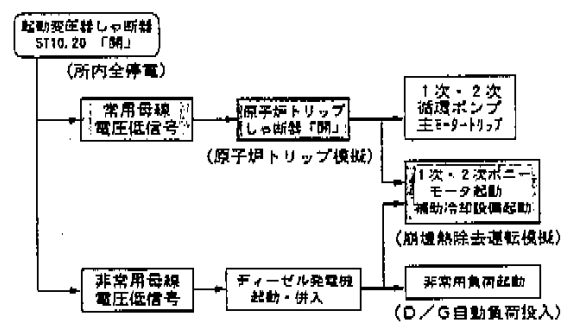 起動変圧器しゃ断器
ST10,20 「開」
(所内全停電)
常用母線
電圧低信号
原子炉トリップ
しゃ断器「開」
(原子炉トリップ模擬)
1次・2次
循環ポンプ
主モータトリップ
1次・2次ポニー
モータ起動
補助冷却設備起動
(崩壊熱除去運転模擬)
非常用母線
電圧低信号
ディーゼル発電機
起動・併入
非常用負荷起動
(D/G自動負荷投入)